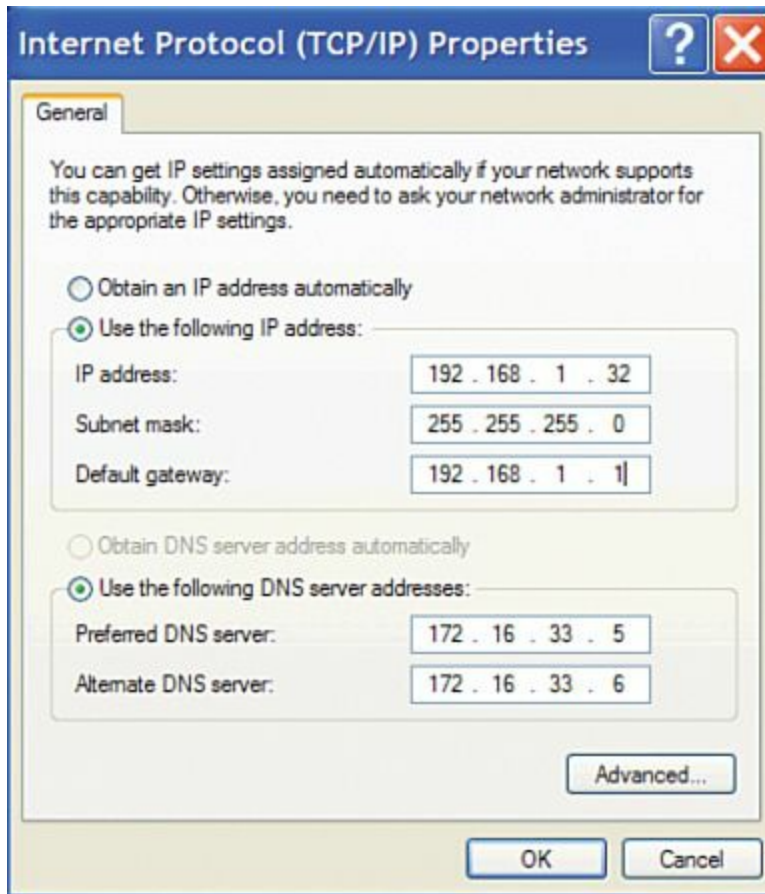 Internet Protocol (TCP/IP) Properties
General
You can get IP settings assigned automatically if your network supports
this capability. Otherwise, you need to ask your network administrator for
the appropriate IP settings.
Obtain an IP address automatically
Use the following IP address:
IP address: 192 . 168 . 1 . 32
Subnet mask: 255 . 255 . 255 . 0
Default gateway: 192 . 168 . 1 . 1
Obtain DNS server address automatically
Use the following DNS server addresses:
Preferred DNS server: 172 . 16 . 33 . 5
Alternate DNS server: 172 . 16 . 33 . 6
Advanced...
OK Cancel